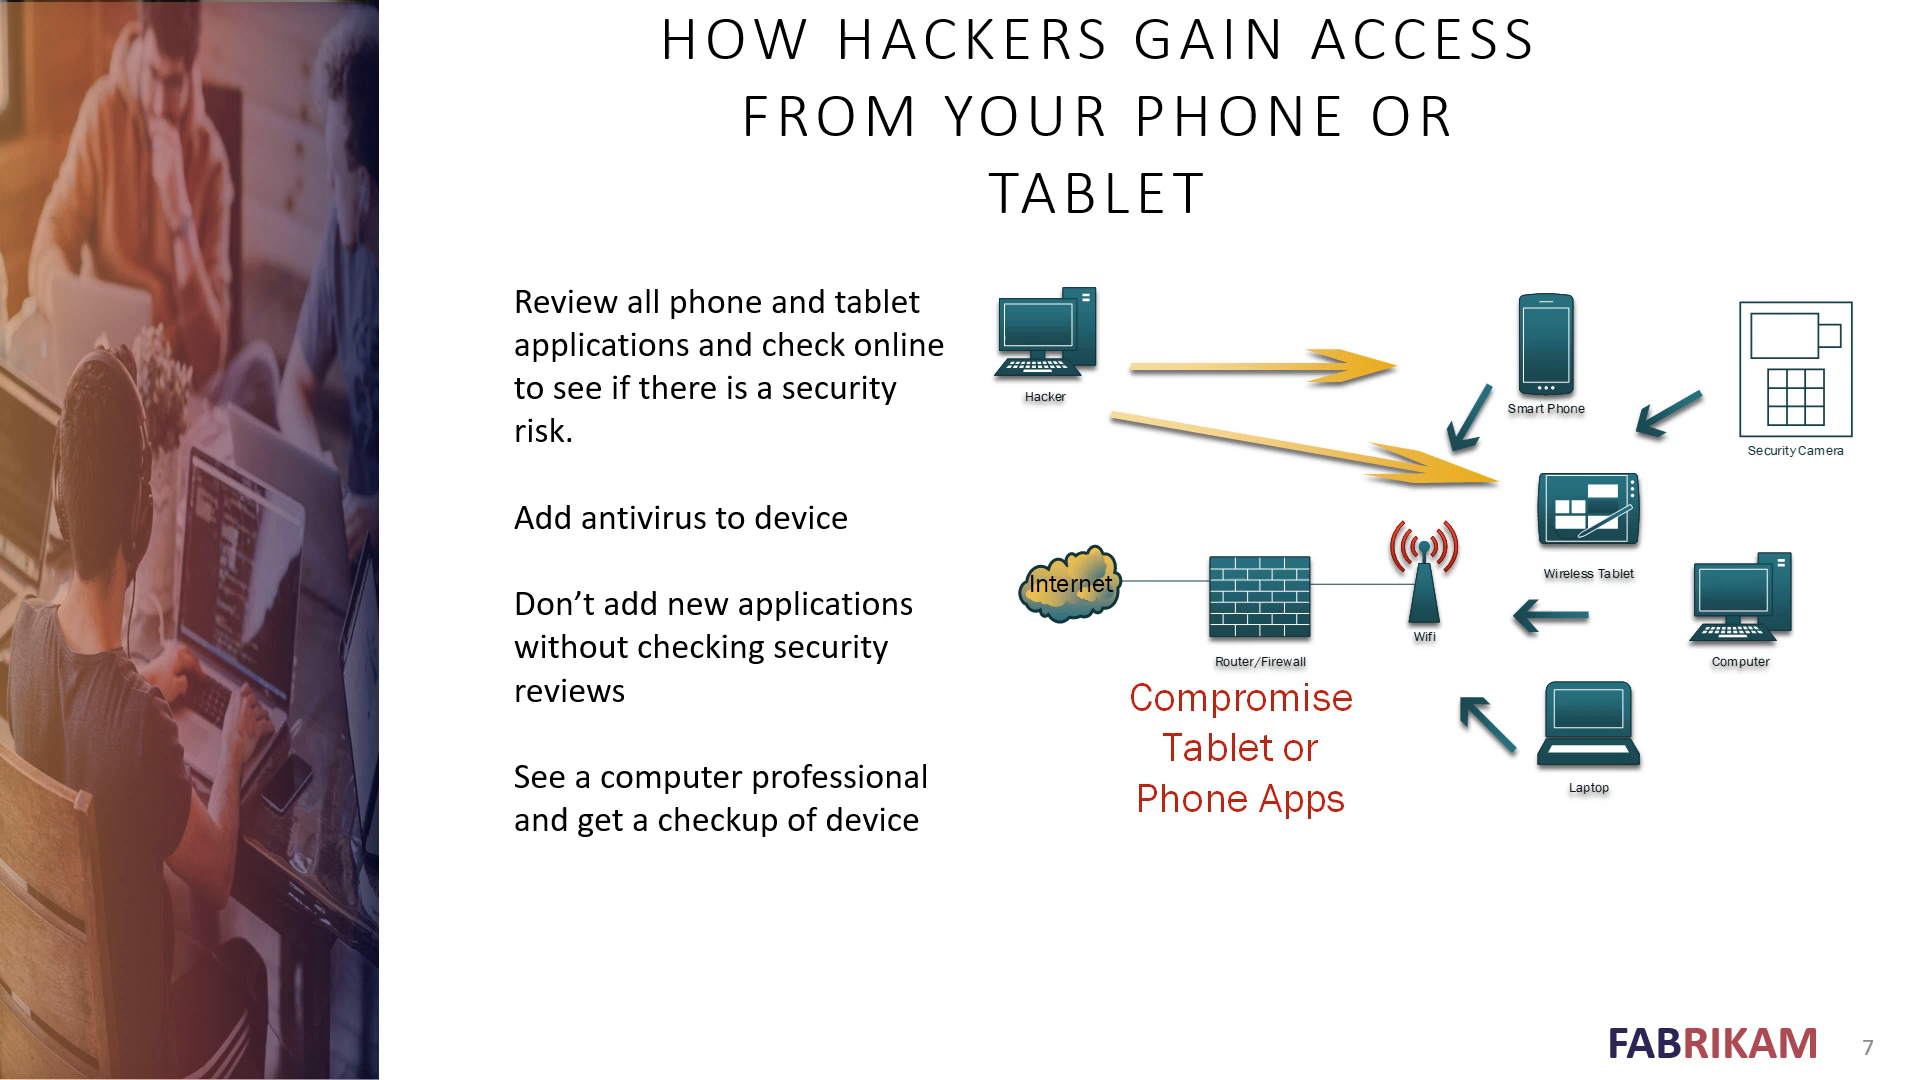 HOW HACKERS GAIN ACCESS
FROM YOUR PHONE OR
TABLET
Review all phone and tablet
applications and check online
to see if there is a security
risk.
Add antivirus to device
Don’t add new applications
without checking security
reviews
See a computer professional
and get a checkup of device
Hacker
Smart Phone
Security Camera
Internet
Wireless Tablet
Wifi
Router/Firewall
Computer
Compromise
Tablet or
Phone Apps
Laptop
FABRIKAM
7